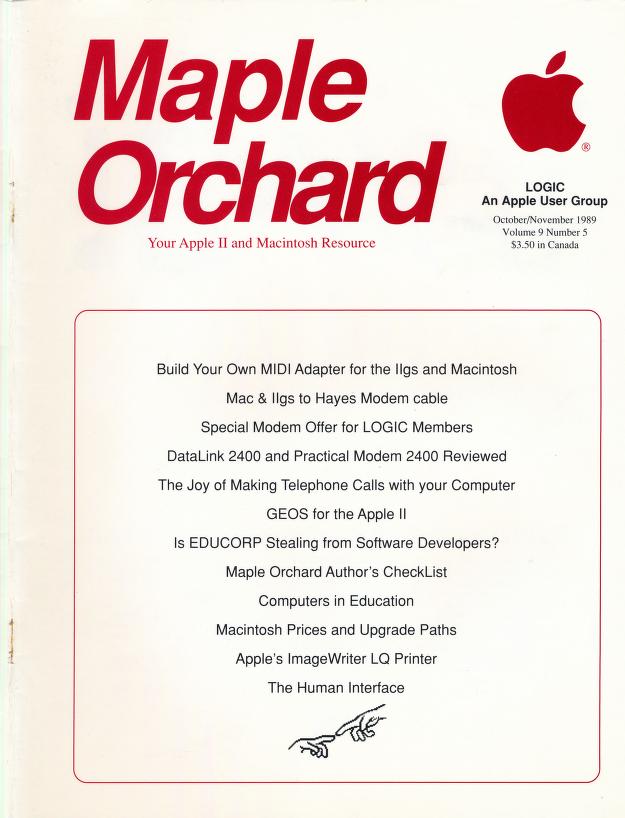 Maple
Orchard
Your Apple II and Macintosh Resource
®
LOGIC
An Apple User Group
October/November 1989
Volume 9 Number 5
$3.50 in Canada
Build Your Own MIDI Adapter for the IIgs and Macintosh
Mac & IIgs to Hayes Modem cable
Special Modem Offer for LOGIC Members
DataLink 2400 and Practical Modem 2400 Reviewed
The Joy of Making Telephone Calls with your Computer
GEOS for the Apple II
Is EDUCORP Stealing from Software Developers?
Maple Orchard Author's CheckList
Computers in Education
Macintosh Prices and Upgrade Paths
Apple's ImageWriter LQ Printer
The Human Interface